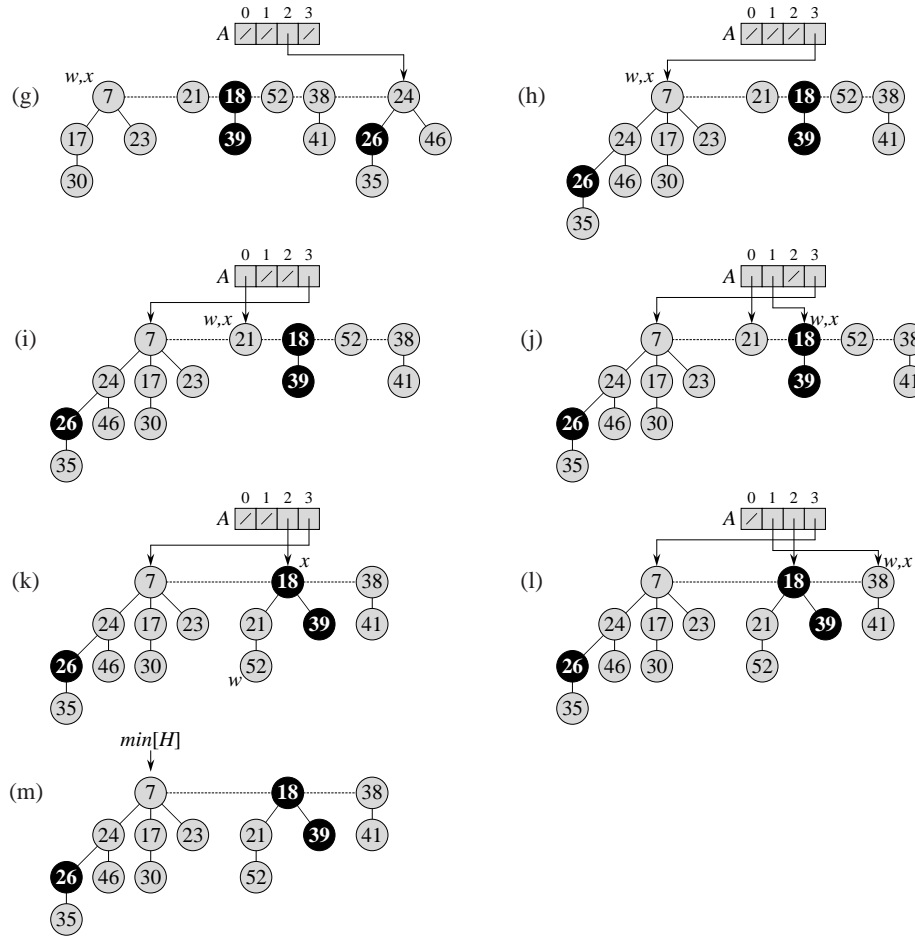 0 1 2 3
A
w,x
(g) 7 21 18 52 38 24
17 23 39 41 26 46
30 35
0 1 2 3
A
w,x
(h) 7 21 18 52 38
24 17 23 39 41
26 46 30
35
0 1 2 3
A
w,x
(i) 7 21 18 52 38
24 17 23 39 41
26 46 30
35
0 1 2 3
A
w,x
(j) 7 21 18 52 38
24 17 23 39 41
26 46 30
35
0 1 2 3
A
x
(k) 7 18 38
24 17 23 21 39 41
26 46 30 w 52
35
0 1 2 3
A
w,x
(l) 7 18 38
24 17 23 21 39 41
26 46 30 52
35
min[H]
(m) 7 18 38
24 17 23 21 39 41
26 46 30 52
35